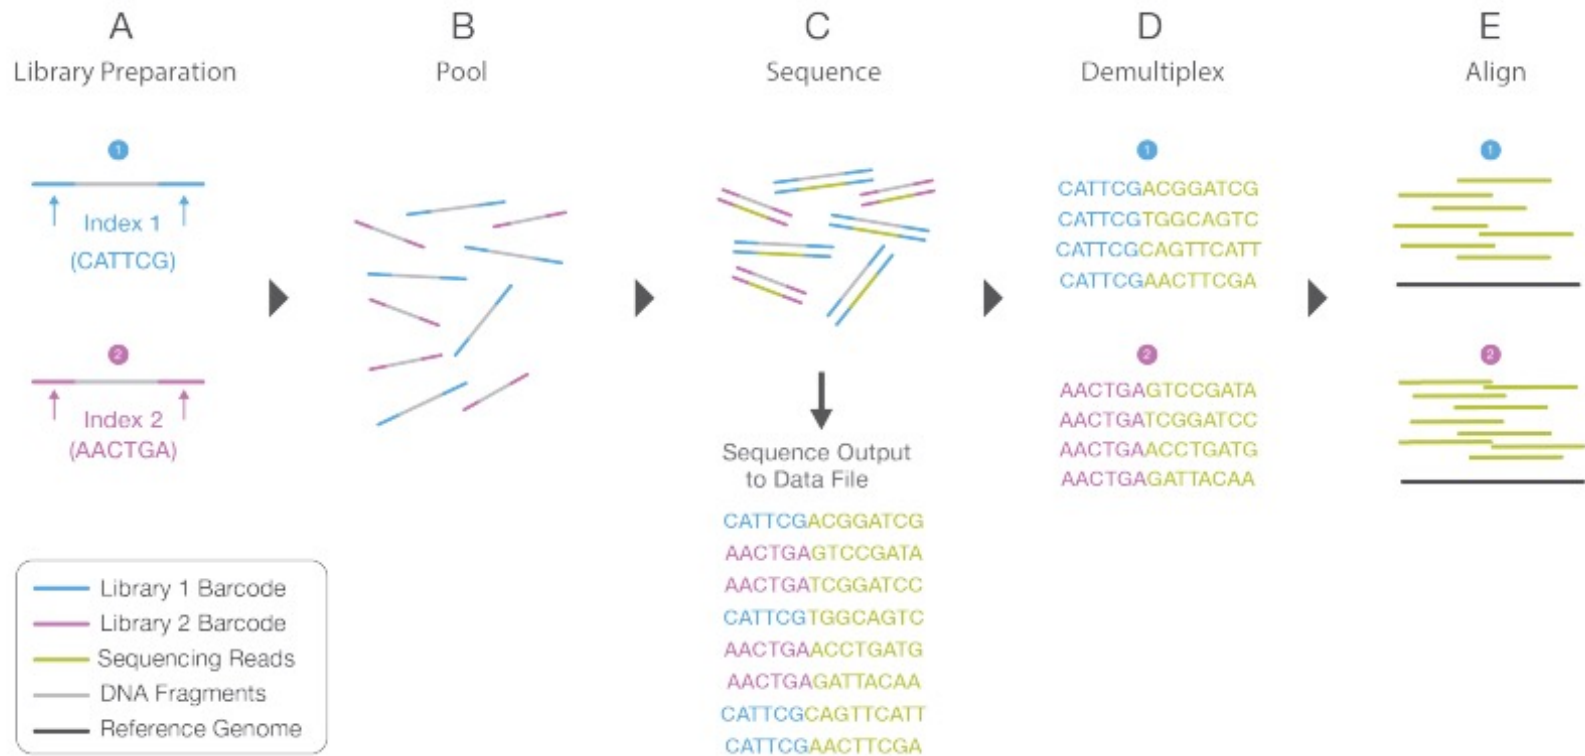 A
Library Preparation
1
Index 1
(CATTCG)
2
Index 2
(AACTGA)
Library 1 Barcode
Library 2 Barcode
Sequencing Reads
DNA Fragments
Reference Genome
B
Pool
C
Sequence
Sequence Output
to Data File
CATTCGACGGATCG
AACTGAGTCCGATA
AACTGATCGGATCC
CATTCGTGGCAGTC
AACTGAACCTGATG
AACTGAGATTACAA
CATTCGCAGTTCATT
CATTCGAACTTCGA
D
Demultiplex
1
CATTCGACGGATCG
CATTCGTGGCAGTC
CATTCGCAGTTCATT
CATTCGAACTTCGA
2
AACTGAGTCCGATA
AACTGATCGGATCC
AACTGAACCTGATG
AACTGAGATTACAA
E
Align
1
2